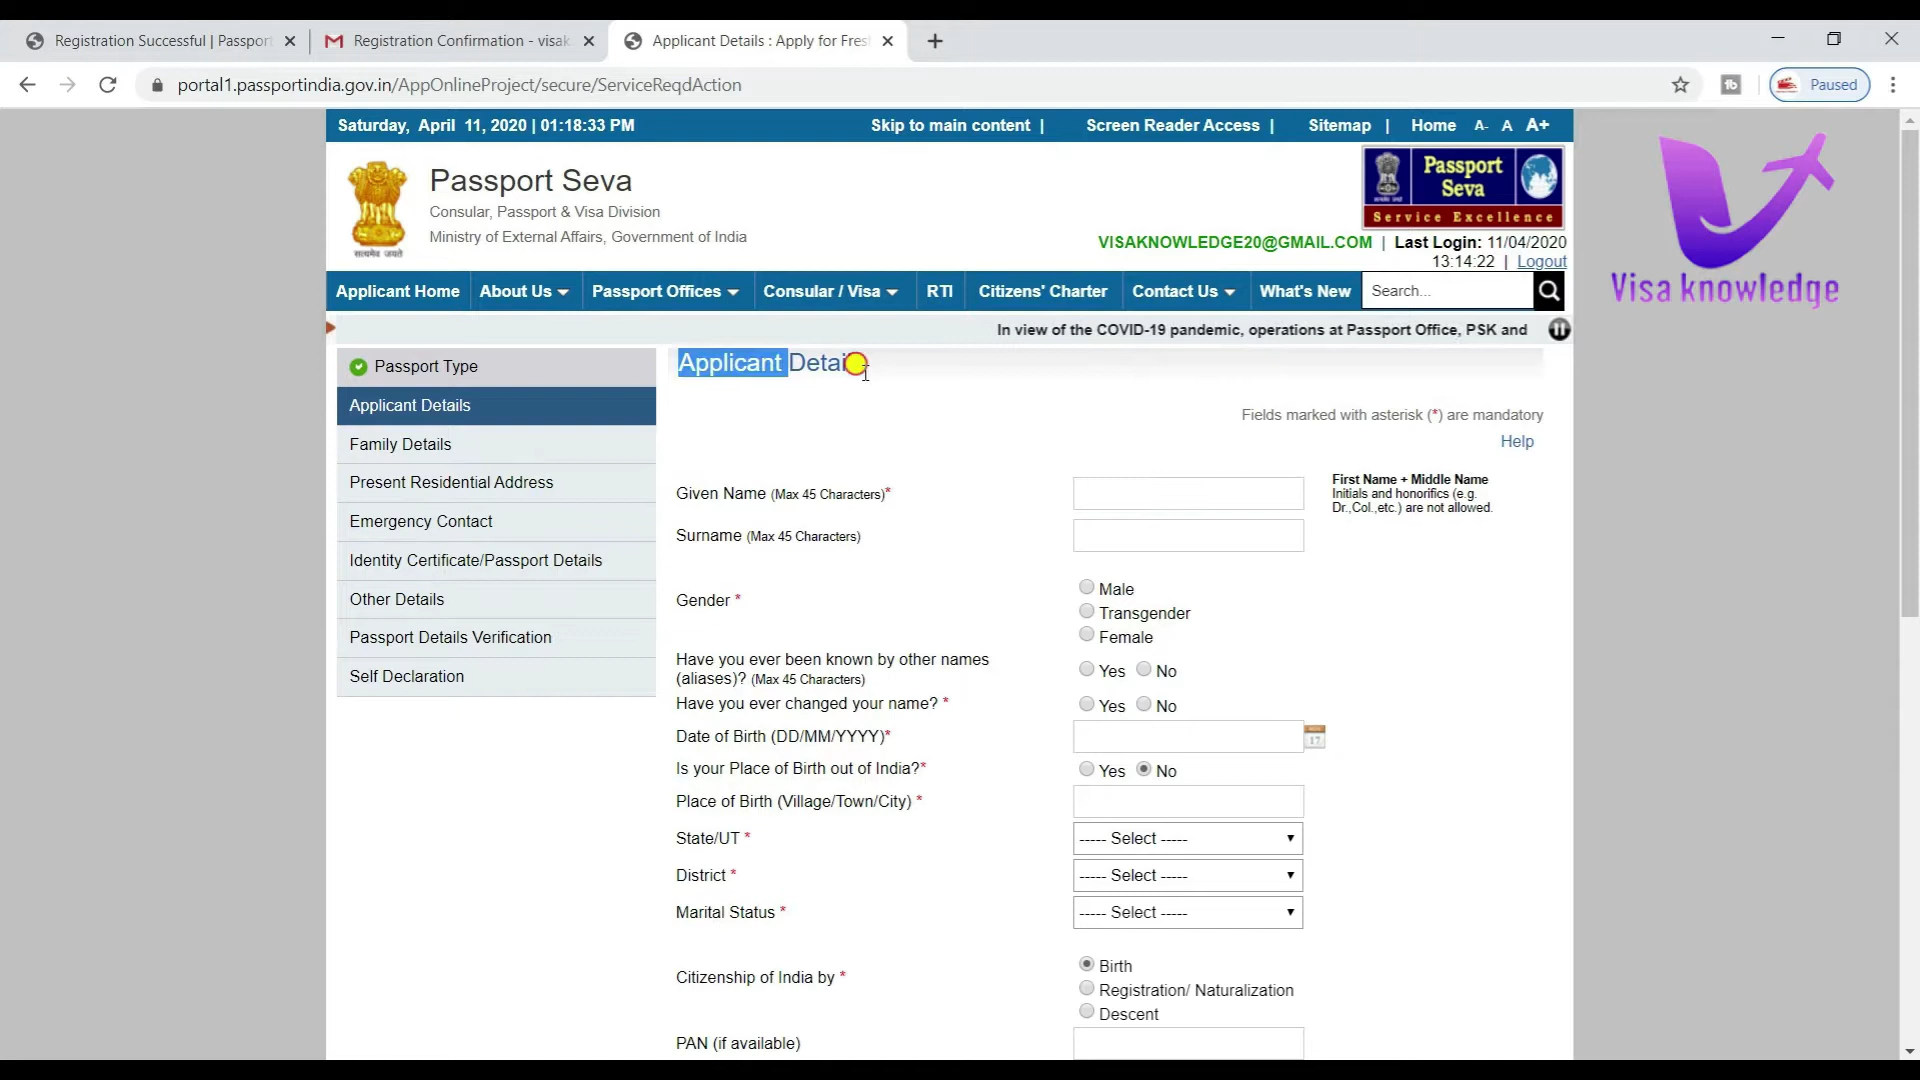 Registration Successful | Passpor
Registration Confirmation - visak
Applicant Details : Apply for Fres
portal1.passportindia.gov.in/AppOnlineProject/secure/ServiceReqdAction
Paused
Saturday, April 11, 2020 | 01:18:33 PM
Skip to main content |
Screen Reader Access |
Sitemap |
Home
A- A A+
Passport Seva
Consular, Passport & Visa Division
Ministry of External Affairs, Government of India
सत्यमेव जयते
Passport
Seva
Service Excellence
VISAKNOWLEDGE20@GMAIL.COM | Last Login: 11/04/2020
13:14:22 | Logout
Visa knowledge
Applicant Home
About Us
Passport Offices
Consular / Visa
RTI
Citizens' Charter
Contact Us
What's New
Search...
In view of the COVID-19 pandemic, operations at Passport Office, PSK and
Passport Type
Applicant Details
Family Details
Present Residential Address
Emergency Contact
Identity Certificate/Passport Details
Other Details
Passport Details Verification
Self Declaration
Applicant Details
Fields marked with asterisk (*) are mandatory
Help
Given Name (Max 45 Characters)*
First Name + Middle Name
Initials and honorifics (e.g.
Dr.,Col.,etc.) are not allowed.
Surname (Max 45 Characters)
Gender *
Male
Transgender
Female
Have you ever been known by other names
(aliases)? (Max 45 Characters)
Yes No
Have you ever changed your name? *
Yes No
Date of Birth (DD/MM/YYYY)*
17
Is your Place of Birth out of India?*
Yes No
Place of Birth (Village/Town/City) *
State/UT *
----- Select -----
District *
----- Select -----
Marital Status *
----- Select -----
Citizenship of India by *
Birth
Registration/ Naturalization
Descent
PAN (if available)